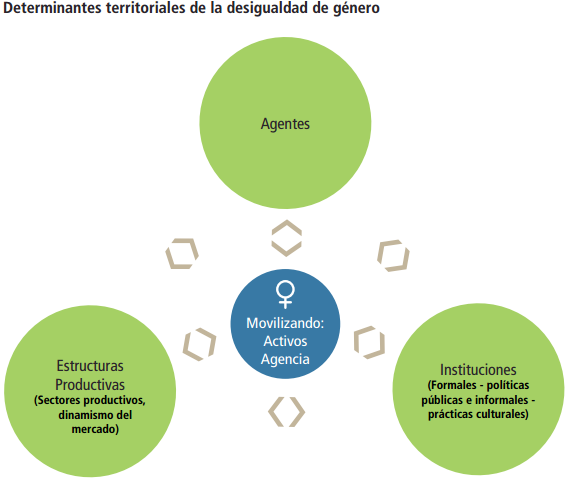 Determinantes territoriales de la desigualdad de género
Agentes
Movilizando:
Activos
Agencia
Estructuras
Productivas
(Sectores productivos,
dinamismo del
mercado)
Instituciones
(Formales - políticas
públicas e informales -
prácticas culturales)